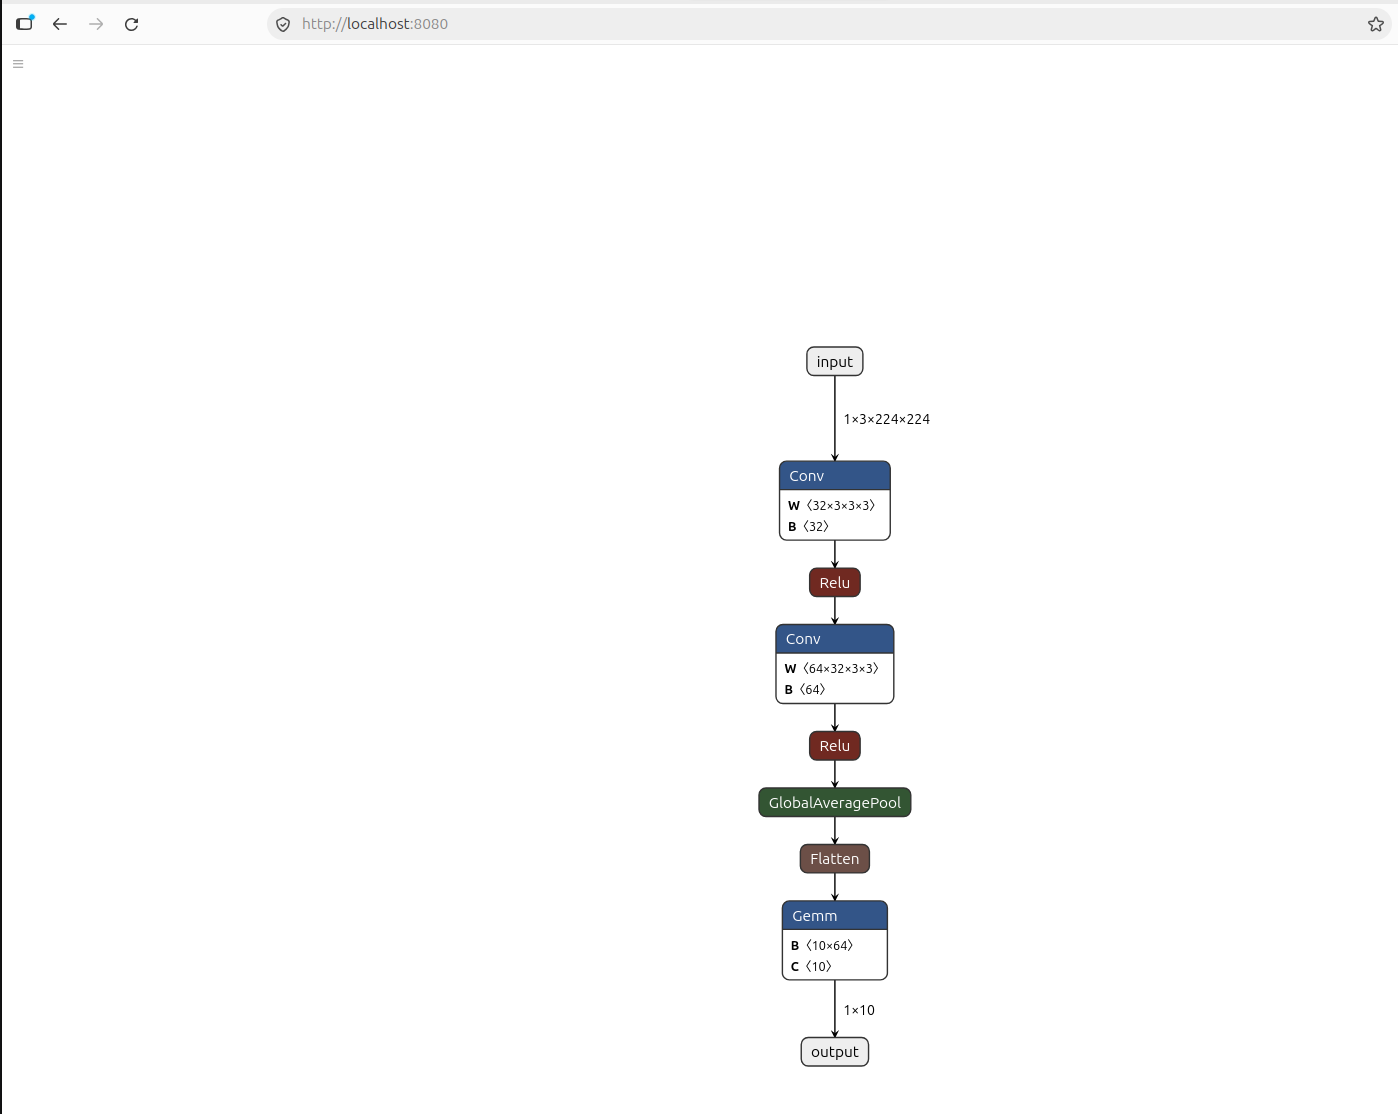 http://localhost:8080
input
1×3×224×224
Conv
W〈32×3×3×3〉
B〈32〉
Relu
Conv
W〈64×32×3×3〉
B〈64〉
Relu
GlobalAveragePool
Flatten
Gemm
B〈10×64〉
C〈10〉
1×10
output